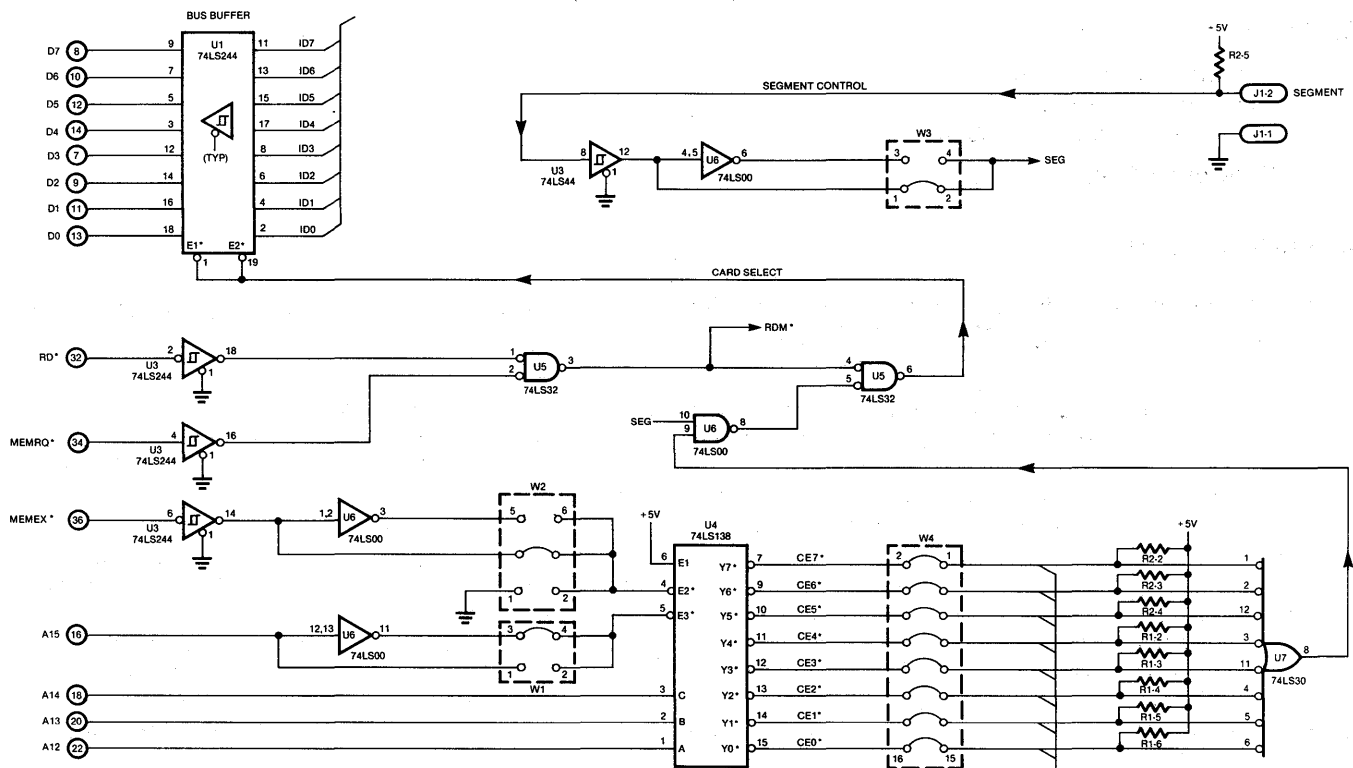 BUS BUFFER
U1
74LS244
D7 8 9 11 ID7
D6 10 7 13 ID6
D5 12 5 15 ID5
D4 14 3 17 ID4
(TYP)
D3 7 12 8 ID3
D2 9 14 6 ID2
D1 11 16 4 ID1
D0 13 18 2 ID0
E1* E2*
1 19
- 5V
R2-5
SEGMENT CONTROL
J1-2 SEGMENT
J1-1
W3
8 12 4,5 6 3 4 SEG
U3
74LS44
1
U6
74LS00
1 2
CARD SELECT
RDM*
RD* 32 2 18
U3
74LS244
1
1
2
U5
3
74LS32
4
5
U5
6
74LS32
MEMRQ* 34 4 16
U3
74LS244
1
SEG 10
9
U6
8
74LS00
MEMEX* 36 6 14
U3
74LS244
1
1,2 U6 3
74LS00
W2
5 6
1 2
A15 16 12,13 U6 11
74LS00
3 4
1 2
W1
A14 18 3 C
A13 20 2 B
A12 22 1 A
+5V
U4
74LS138
6 E1
4 E2*
5 E3*
W4
Y7* 7 CE7* 2 1
Y6* 9 CE6*
Y5* 10 CE5*
Y4* 11 CE4*
Y3* 12 CE3*
Y2* 13 CE2*
Y1* 14 CE1*
Y0* 15 CE0* 16 15
+5V
R2-2 1
R2-3 2
R2-4 12
R1-2 3
R1-3 11
R1-4 4
R1-5 5
R1-6 6
U7
8
74LS30